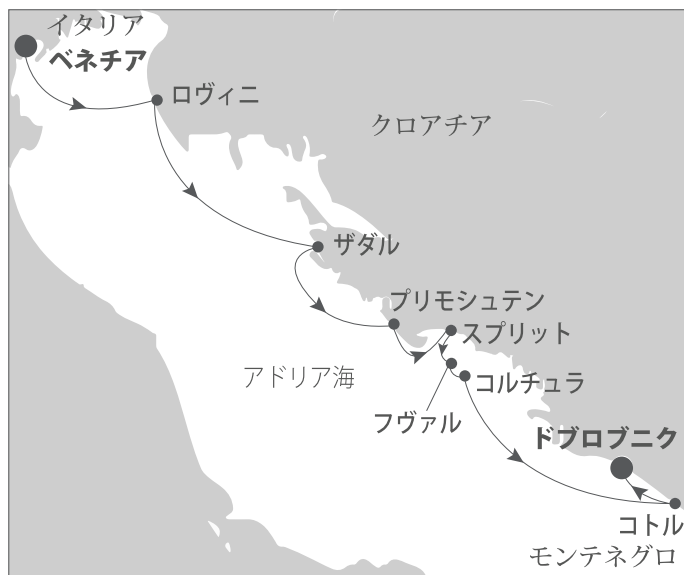 イタリア
ベネチア
ロヴィニ
クロアチア
ザダル
プリモシュテン
スプリット
アドリア海
コルチュラ
フヴァル
ドブロブニク
コトル
モンテネグロ